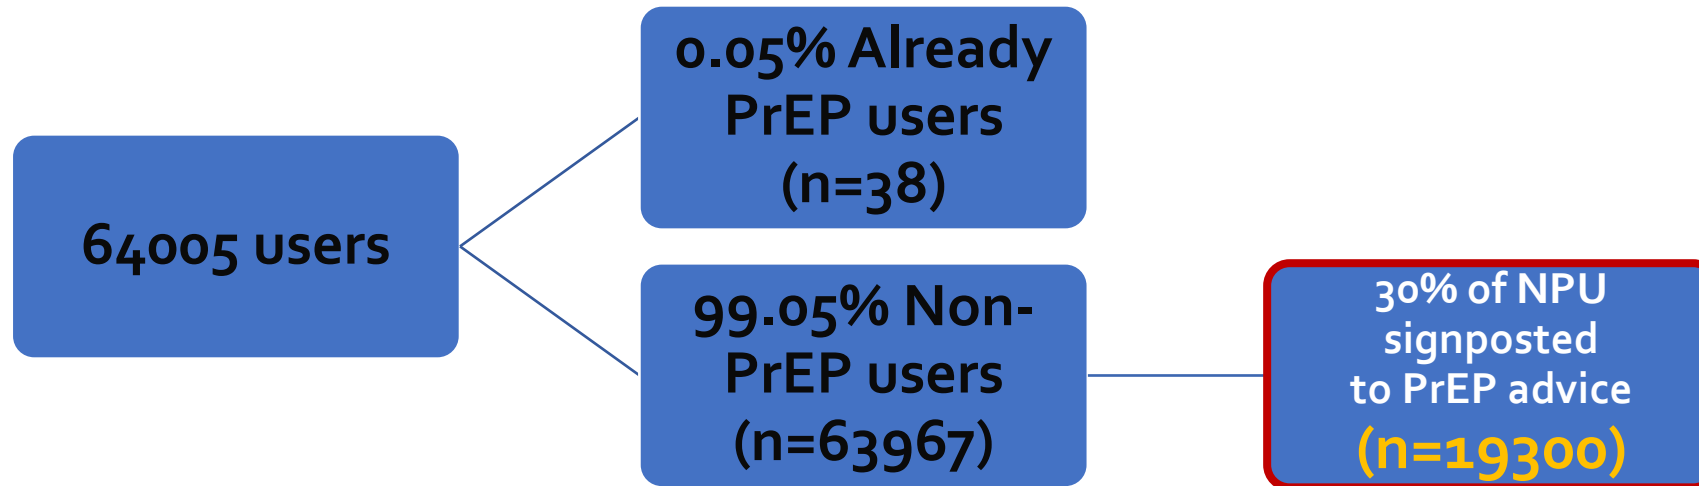 64005 users
0.05% Already
PrEP users
(n=38)
99.05% Non-
PrEP users
(n=63967)
30% of NPU
signposted
to PrEP advice
(n=19300)